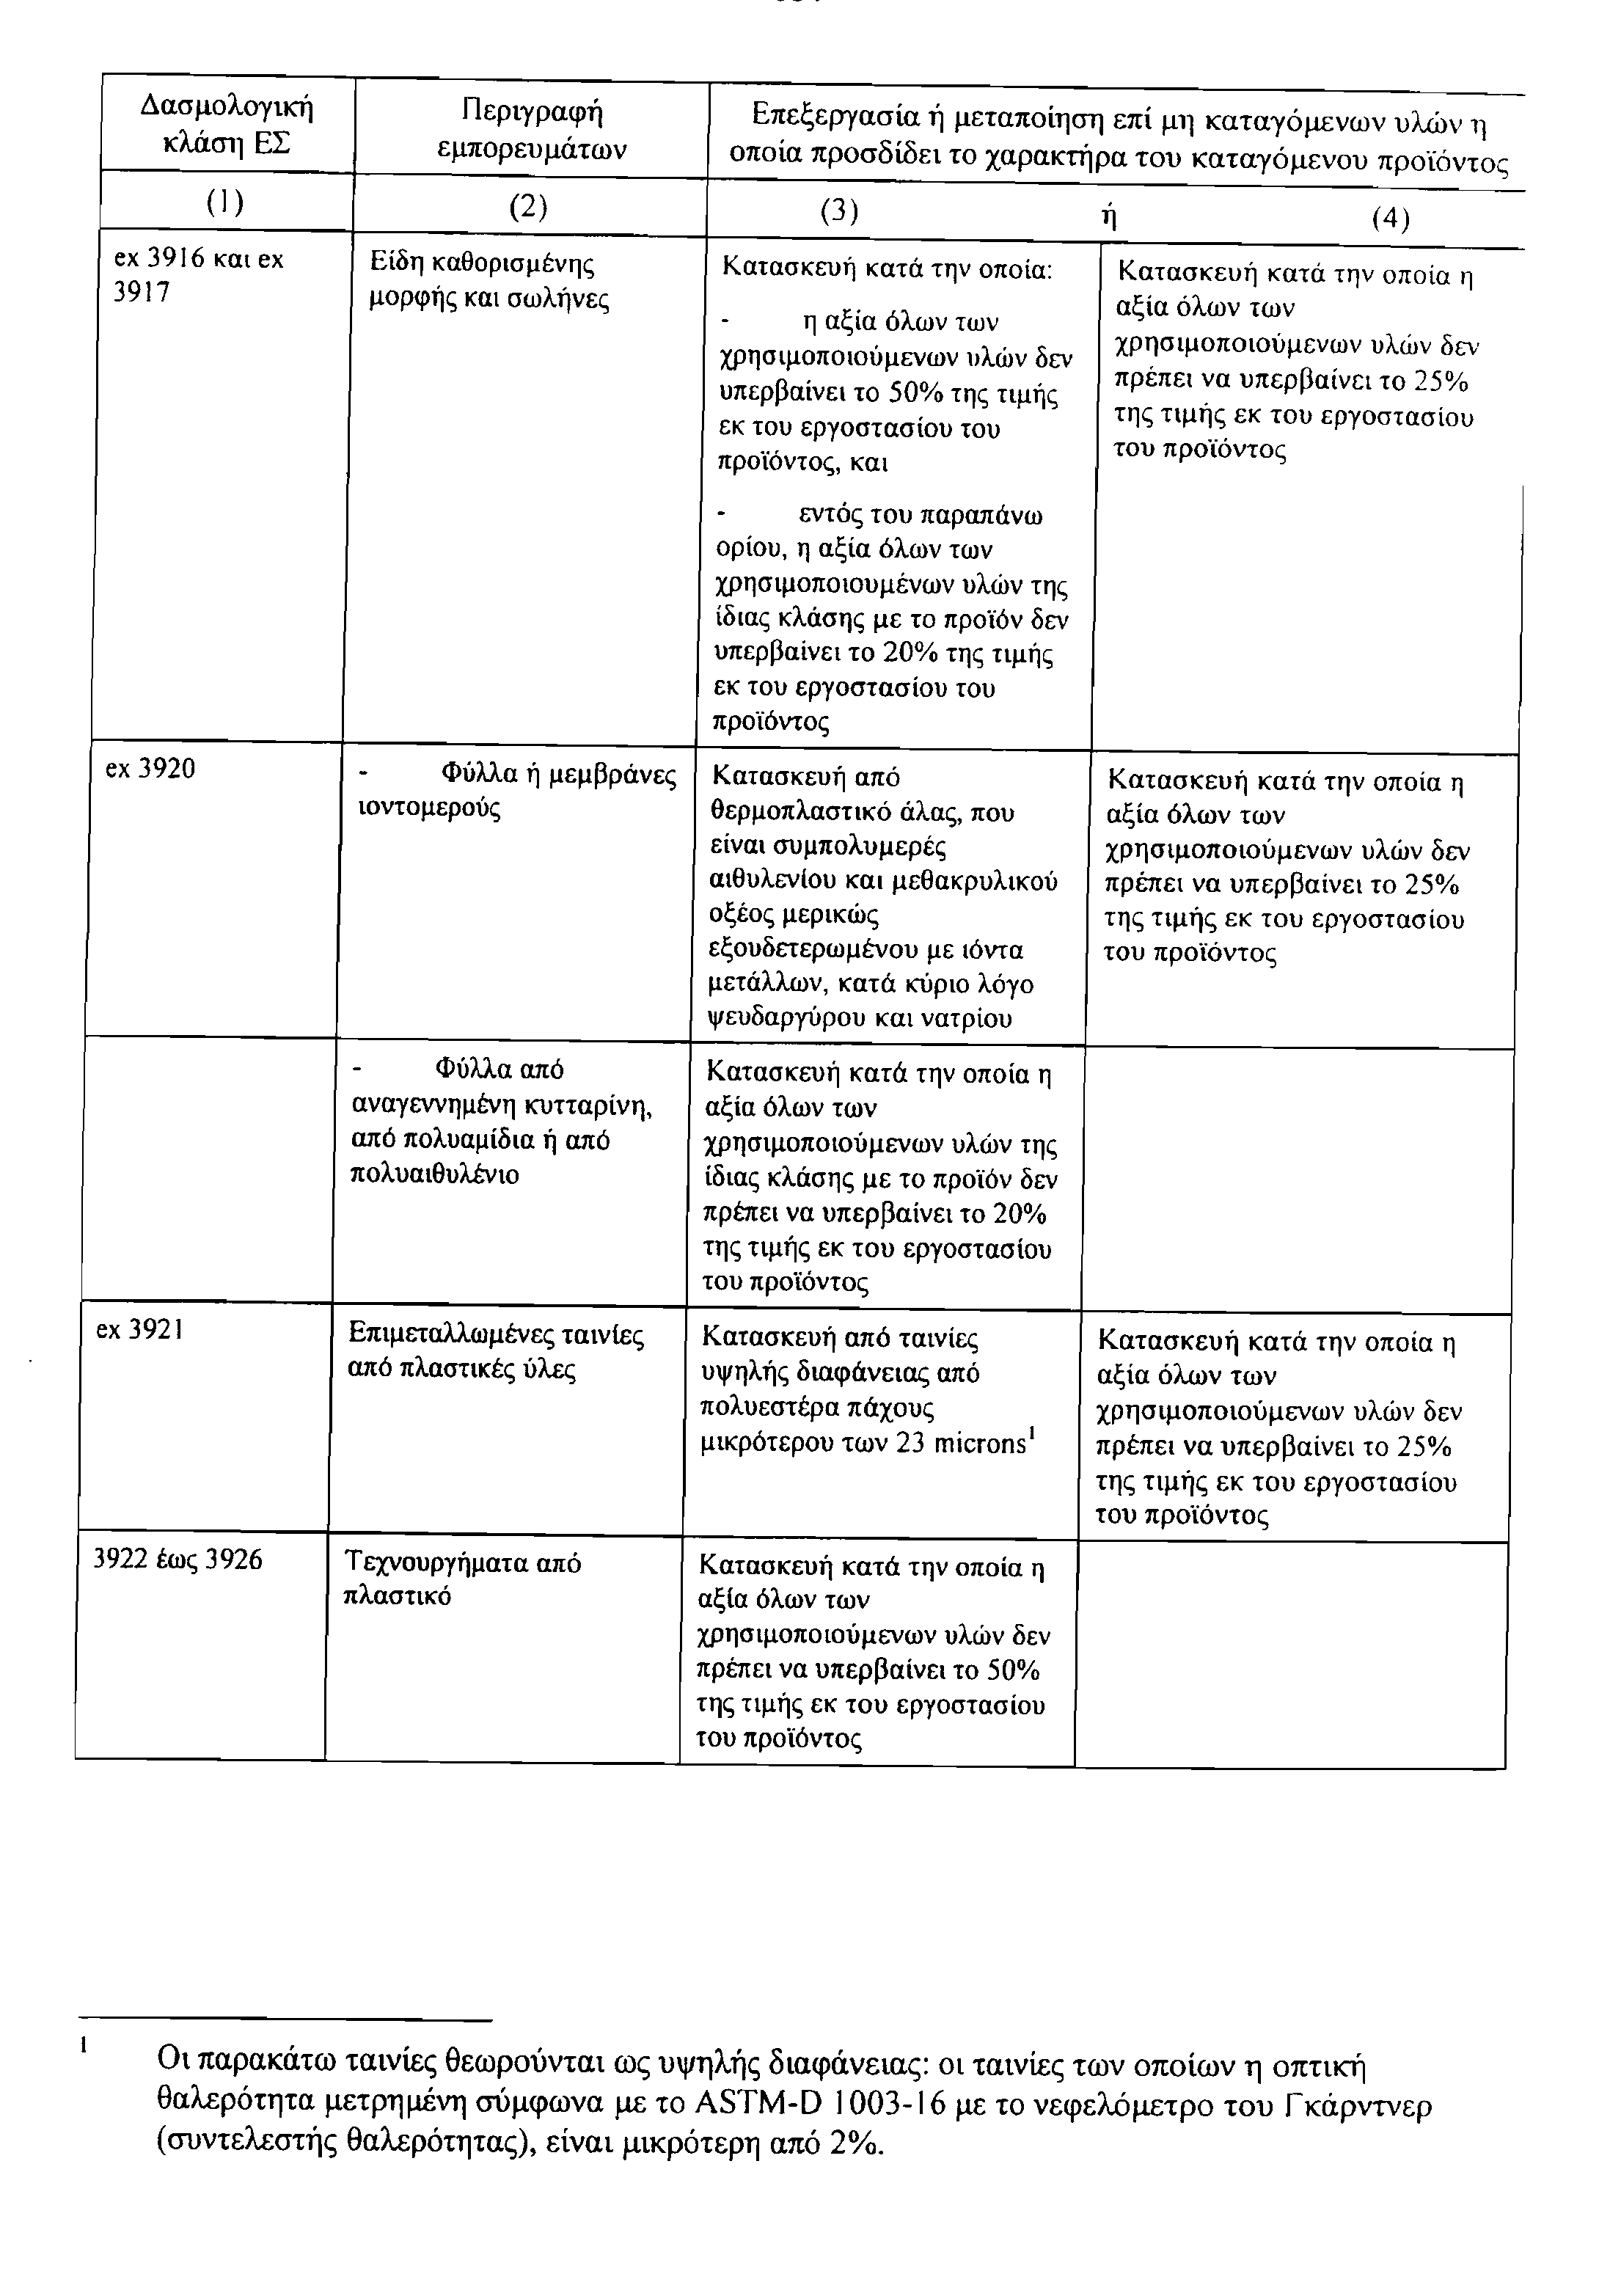 Δασμολογική
κλάση ΕΣ
Περιγραφή
εμπορευμάτων
Επεξεργασία ή μεταποίηση επί μη καταγόμενων υλών η
οποία προσδίδει το χαρακτήρα του καταγόμενου προϊόντος
(1)
(2)
(3) ή (4)
ex 3916 και ex
3917
Είδη καθορισμένης
μορφής και σωλήνες
Κατασκευή κατά την οποία:
- η αξία όλων των
χρησιμοποιούμενων υλών δεν
υπερβαίνει το 50% της τιμής
εκ του εργοστασίου του
προϊόντος, και
- εντός του παραπάνω
ορίου, η αξία όλων των
χρησιμοποιουμένων υλών της
ίδιας κλάσης με το προϊόν δεν
υπερβαίνει το 20% της τιμής
εκ του εργοστασίου του
προϊόντος
Κατασκευή κατά την οποία η
αξία όλων των
χρησιμοποιούμενων υλών δεν
πρέπει να υπερβαίνει το 25%
της τιμής εκ του εργοστασίου
του προϊόντος
ex 3920
- Φύλλα ή μεμβράνες
ιοντομερούς
Κατασκευή από
θερμοπλαστικό άλας, που
είναι συμπολυμερές
αιθυλενίου και μεθακρυλικού
οξέος μερικώς
εξουδετερωμένου με ιόντα
μετάλλων, κατά κύριο λόγο
ψευδαργύρου και νατρίου
Κατασκευή κατά την οποία η
αξία όλων των
χρησιμοποιούμενων υλών δεν
πρέπει να υπερβαίνει το 25%
της τιμής εκ του εργοστασίου
του προϊόντος
- Φύλλα από
αναγεννημένη κυτταρίνη,
από πολυαμίδια ή από
πολυαιθυλένιο
Κατασκευή κατά την οποία η
αξία όλων των
χρησιμοποιούμενων υλών της
ίδιας κλάσης με το προϊόν δεν
πρέπει να υπερβαίνει το 20%
της τιμής εκ του εργοστασίου
του προϊόντος
ex 3921
Επιμεταλλωμένες ταινίες
από πλαστικές ύλες
Κατασκευή από ταινίες
υψηλής διαφάνειας από
πολυεστέρα πάχους
μικρότερου των 23 microns¹
Κατασκευή κατά την οποία η
αξία όλων των
χρησιμοποιούμενων υλών δεν
πρέπει να υπερβαίνει το 25%
της τιμής εκ του εργοστασίου
του προϊόντος
3922 έως 3926
Τεχνουργήματα από
πλαστικό
Κατασκευή κατά την οποία η
αξία όλων των
χρησιμοποιούμενων υλών δεν
πρέπει να υπερβαίνει το 50%
της τιμής εκ του εργοστασίου
του προϊόντος
¹ Οι παρακάτω ταινίες θεωρούνται ως υψηλής διαφάνειας: οι ταινίες των οποίων η οπτική
θαλερότητα μετρημένη σύμφωνα με το ASTM-D 1003-16 με το νεφελόμετρο του Γκάρντνερ
(συντελεστής θαλερότητας), είναι μικρότερη από 2%.